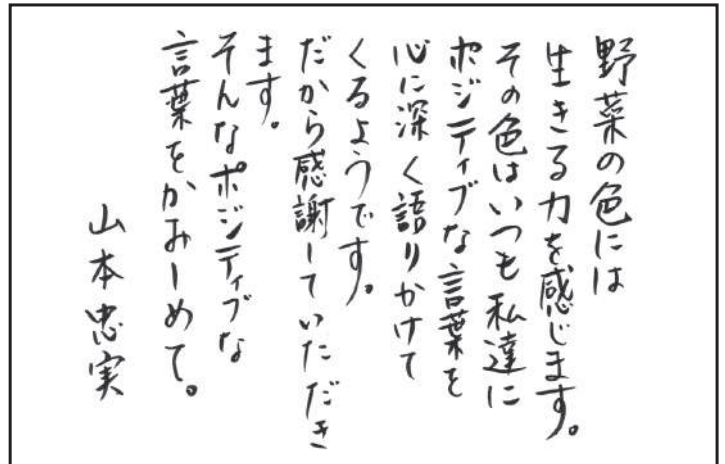 野菜の色には
生きる力を感じます。
その色はいつも私達に
ポジティブな言葉を
心に深く語りかけて
くるようです。
だから感謝していただき
ます。
そんなポジティブな
言葉をかみしめて。
山本忠実